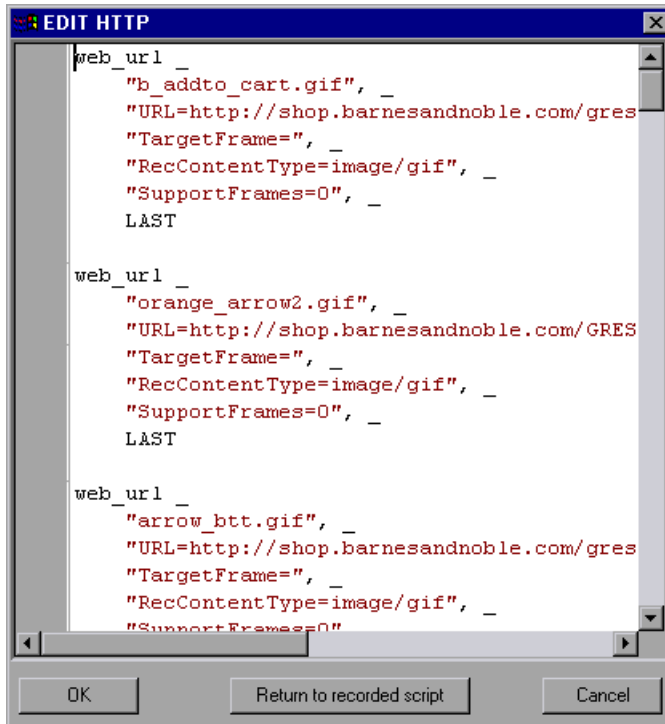 EDIT HTTP
web_url _
"b_addto_cart.gif", _
"URL=http://shop.barnesandnoble.com/gres
"TargetFrame=", _
"RecContentType=image/gif", _
"SupportFrames=0", _
LAST
web_url _
"orange_arrow2.gif", _
"URL=http://shop.barnesandnoble.com/GRES
"TargetFrame=", _
"RecContentType=image/gif", _
"SupportFrames=0", _
LAST
web_url _
"arrow_btt.gif", _
"URL=http://shop.barnesandnoble.com/gres
"TargetFrame=", _
"RecContentType=image/gif", _
"SupportFrames=0"
OK Return to recorded script Cancel